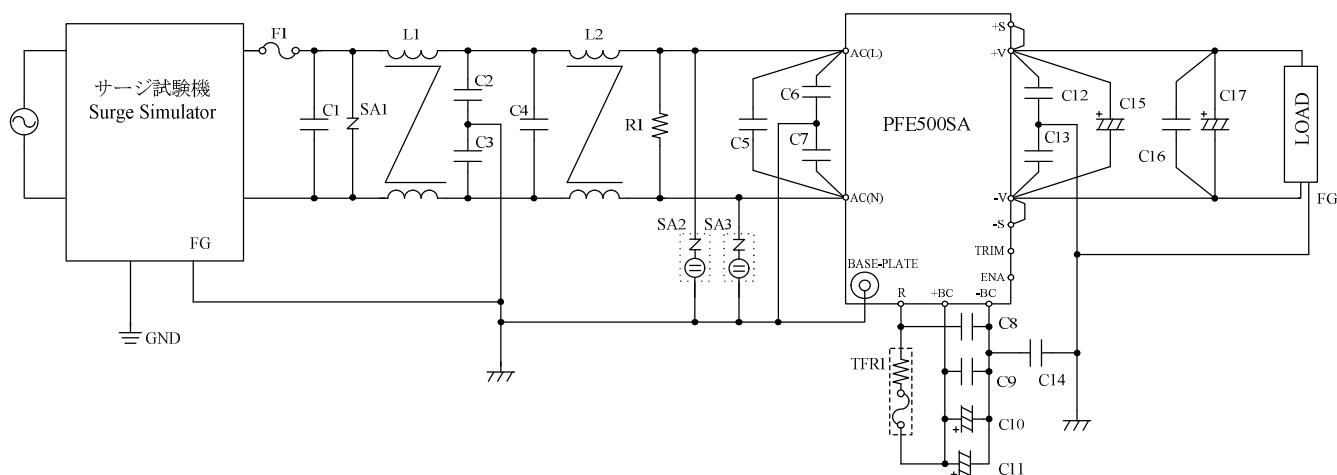 サージ試験機
Surge Simulator
FG
GND
F1
C1
SA1
L1
C2
C3
C4
L2
R1
SA2
SA3
C5
C6
C7
AC(L)
AC(N)
BASE-PLATE
PFE500SA
R
+BC
-BC
+S
+V
-V
-S
TRIM
ENA
TFR1
C8
C9
C10
C11
C14
C12
C13
C15
C16
C17
LOAD
FG